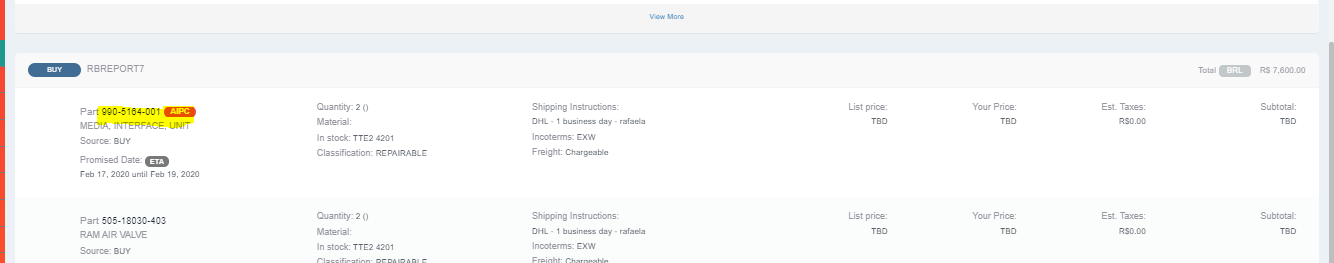 View More
BUY RBREPORT7 Total BRL R$ 7,600.00
Part 990-5164-001 AIPC
MEDIA, INTERFACE, UNIT
Source: BUY
Promised Date: ETA
Feb 17, 2020 until Feb 19, 2020
Quantity: 2 ()
Material:
In stock: TTE2 4201
Classification: REPAIRABLE
Shipping Instructions:
DHL - 1 business day - rafaela
Incoterms: EXW
Freight: Chargeable
List price:
TBD
Your Price:
TBD
Est. Taxes:
R$0.00
Subtotal:
TBD
Part 505-18030-403
RAM AIR VALVE
Source: BUY
Quantity: 2 ()
Material:
In stock: TTE2 4201
Classification: REPAIRABLE
Shipping Instructions:
DHL - 1 business day - rafaela
Incoterms: EXW
Freight: Chargeable
List price:
TBD
Your Price:
TBD
Est. Taxes:
R$0.00
Subtotal:
TBD